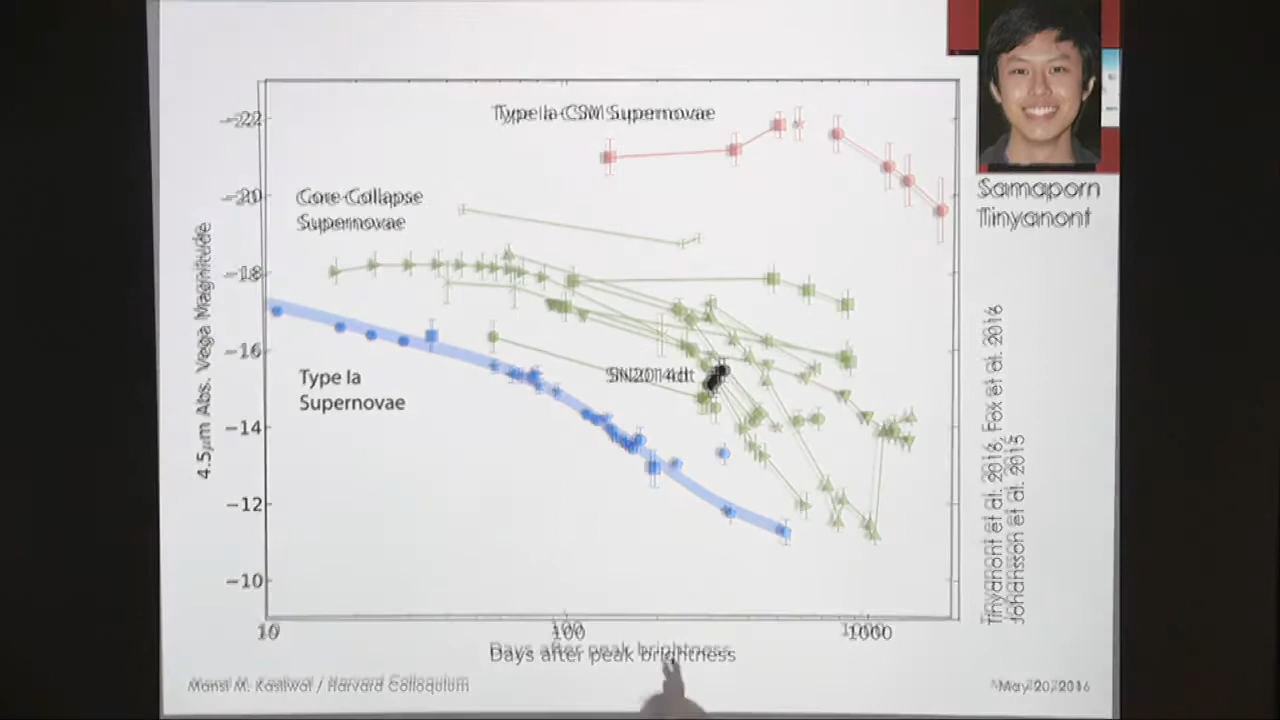 Type Ia-CSM Supernovae
Core-Collapse
Supernovae
Type Ia
Supernovae
SN2014dt
4.5μm Abs. Vega Magnitude
−22
−20
−18
−16
−14
−12
−10
10
100
1000
Days after peak brightness
Samaporn
Tinyanont
Tinyanont et al. 2016, Fox et al. 2016
Johansson et al. 2015
Mansi M. Kasliwal / Harvard Colloquium
May 20, 2016